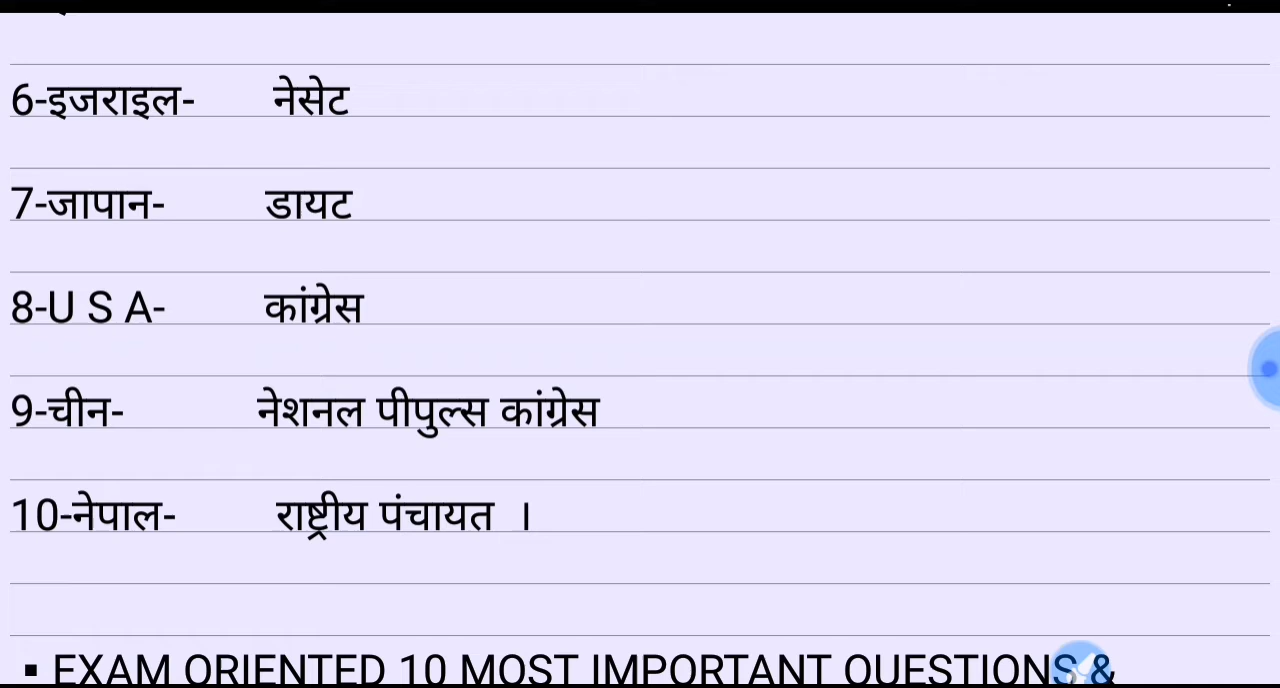 6-इजराइल- नेसेट
7-जापान- डायट
8-U S A- कांग्रेस
9-चीन- नेशनल पीपुल्स कांग्रेस
10-नेपाल- राष्ट्रीय पंचायत ।
▪ EXAM ORIENTED 10 MOST IMPORTANT QUESTIONS &